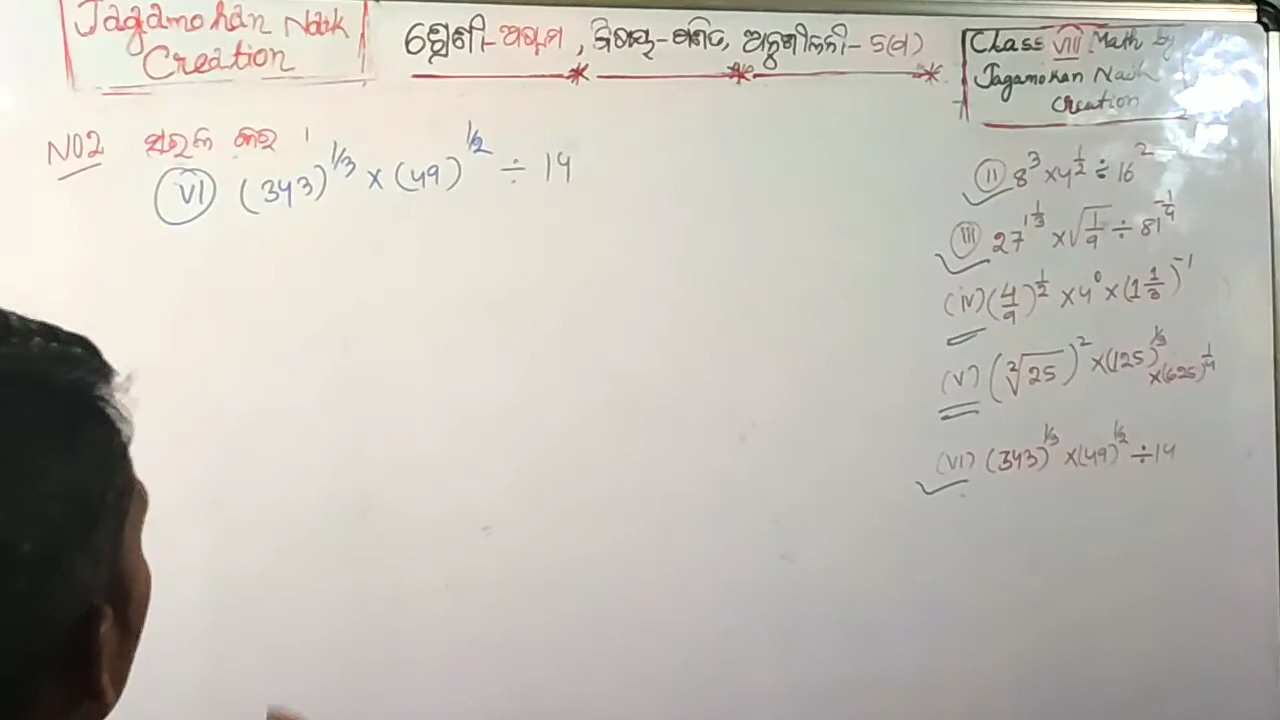 Jagamohan Naik
Creation
ଶ୍ରେଣୀ-ଅଷ୍ଟମ, ବିଷୟ-ଗଣିତ, ଅନୁଶୀଳନୀ-5(a)
Class VIII Math by
Jagamohan Naik
Creation
NO2 ସରଳ କର ।
(VI) (343)^{1/3} × (49)^{1/2} ÷ 14
(II) 8^3 × 4^{1/2} ÷ 16^2
(III) 27^{1/3} × √(1/9) ÷ 81^{-1/4}
(IV) (4/9)^{1/2} × 4^0 × (1 1/3)^{-1}
(V) (²√25)^2 × (125)^{1/3}
× (625)^{1/4}
(VI) (343)^{1/3} × (49)^{1/2} ÷ 14